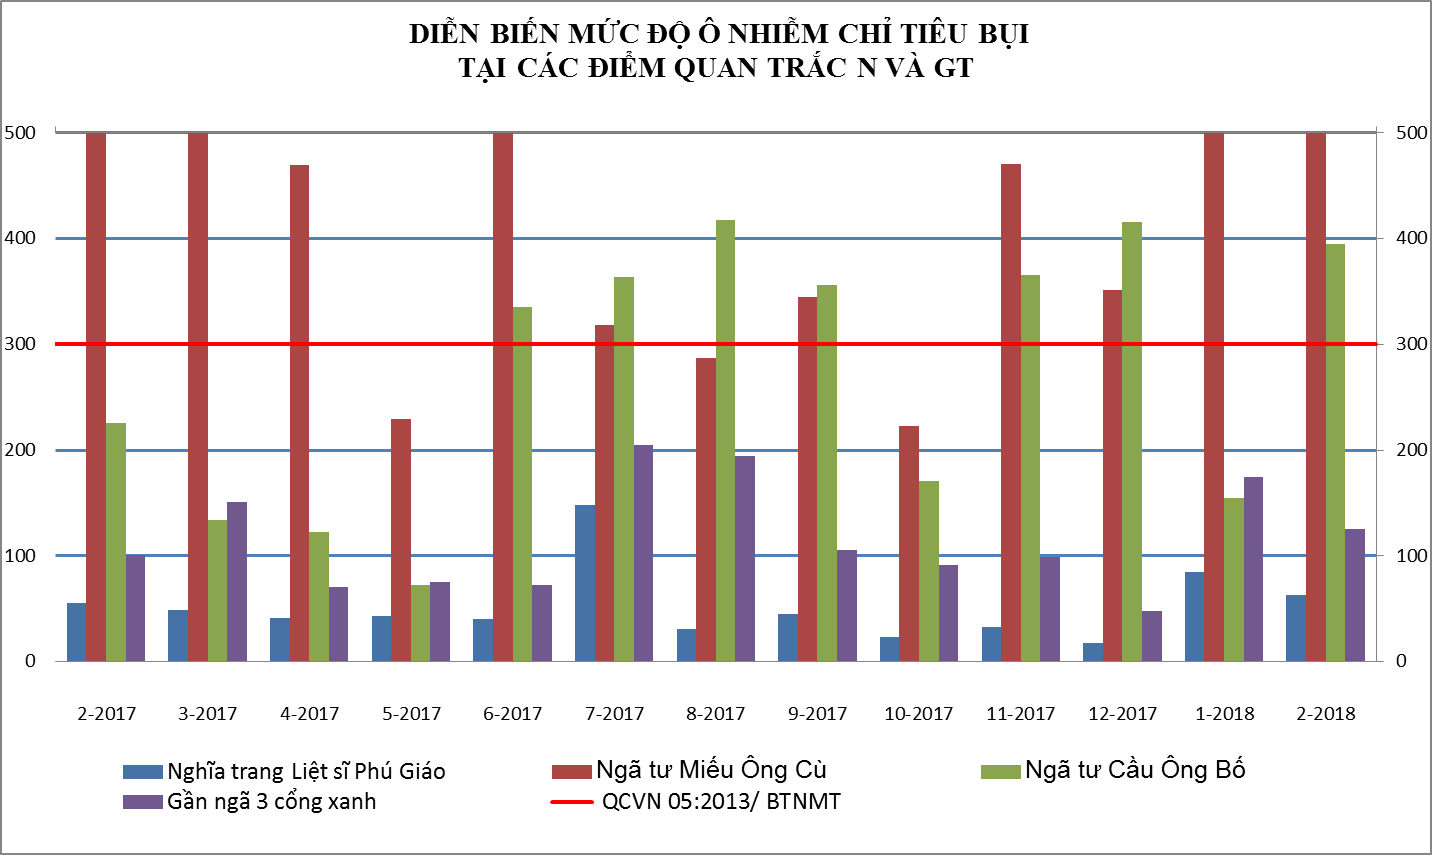 DIỄN BIẾN MỨC ĐỘ Ô NHIỄM CHỈ TIÊU BỤI
TẠI CÁC ĐIỂM QUAN TRẮC N VÀ GT
500 500
400 400
300 300
200 200
100 100
0 0
2-2017 3-2017 4-2017 5-2017 6-2017 7-2017 8-2017 9-2017 10-2017 11-2017 12-2017 1-2018 2-2018
Nghĩa trang Liệt sĩ Phú Giáo Ngã tư Miếu Ông Cù Ngã tư Cầu Ông Bố
Gần ngã 3 cổng xanh QCVN 05:2013/ BTNMT